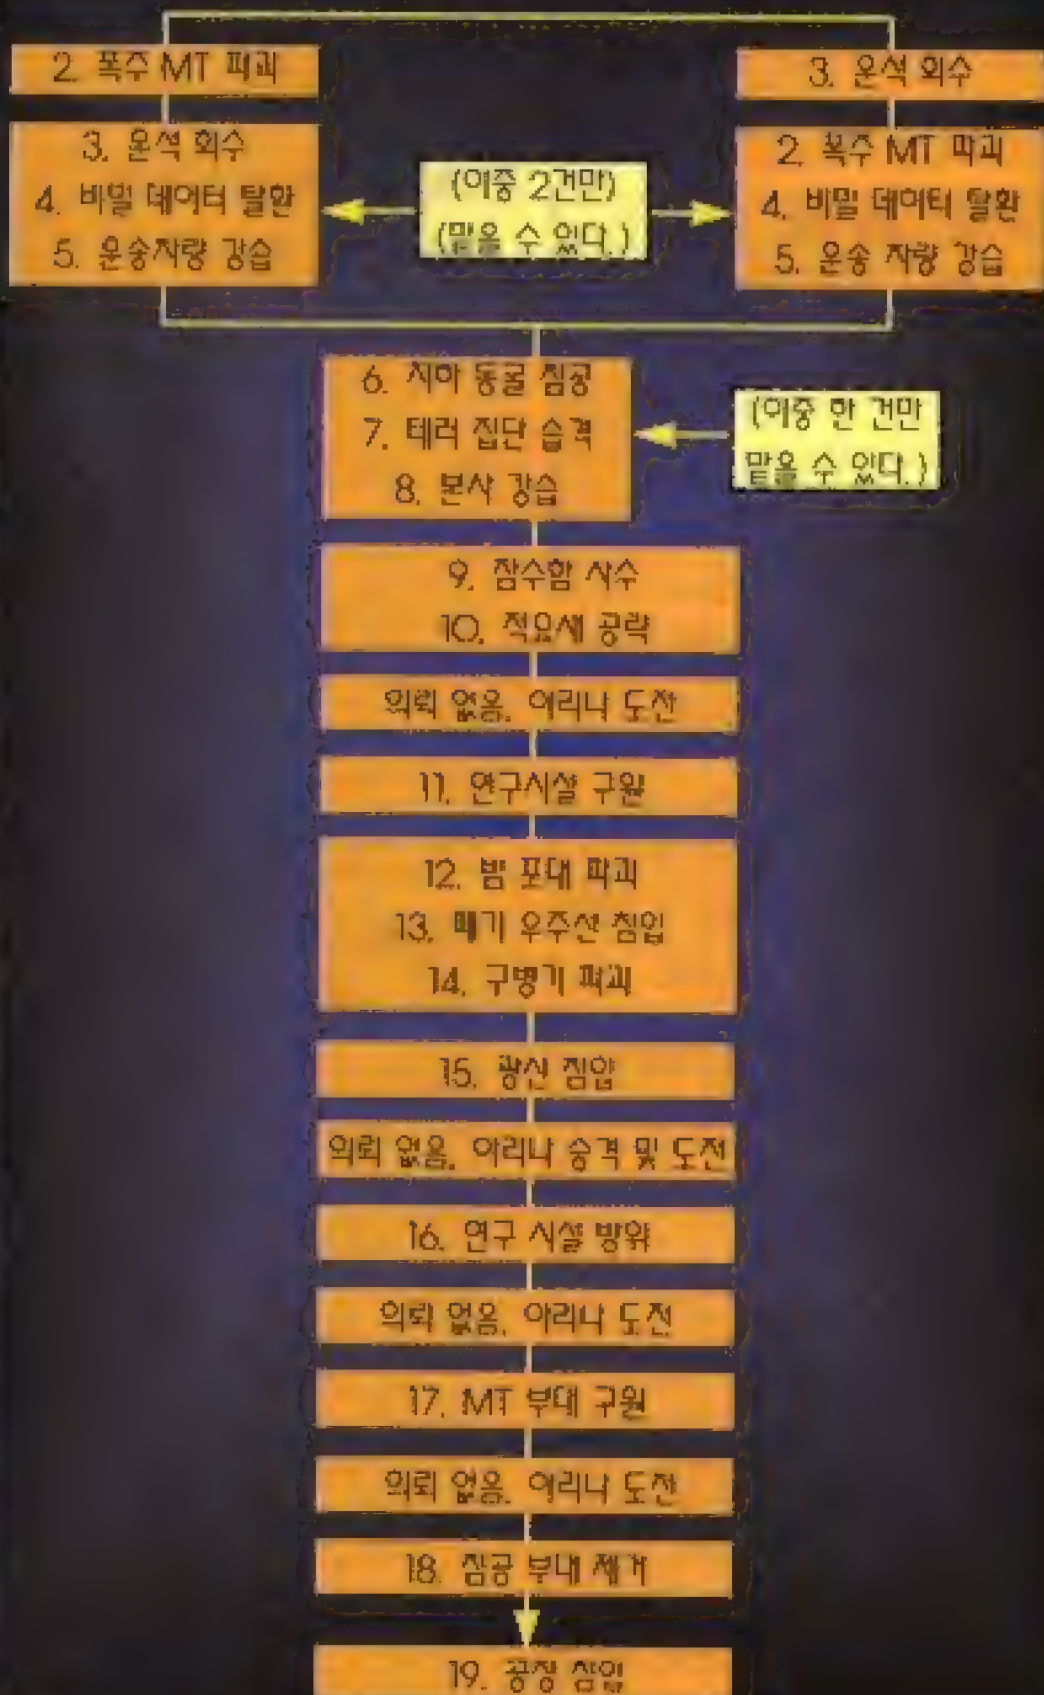 2. 폭주 MT 파괴
3. 운석 회수
3. 운석 회수
4. 비밀 데이터 탈환
5. 운송차량 강습
(이중 2건만)
(맡을 수 있다.)
2. 폭주 MT 파괴
4. 비밀 데이터 탈환
5. 운송 차량 강습
6. 지하 동굴 침공
7. 테러 집단 습격
8. 본사 강습
(이중 한 건만
맡을 수 있다.)
9. 잠수함 사수
10. 적요새 공략
의뢰 없음. 아리나 도전
11. 연구시설 구원
12. 빔 포대 파괴
13. 폐기 우주선 침입
14. 구병기 파괴
15. 광산
의뢰 없음. 아리나 승격 및 도전
16. 연구 시설 방위
의뢰 없음. 아리나 도전
17. MT 부대 구원
의뢰 없음. 아리나 도전
18. 침공 부대 제거
19. 공장